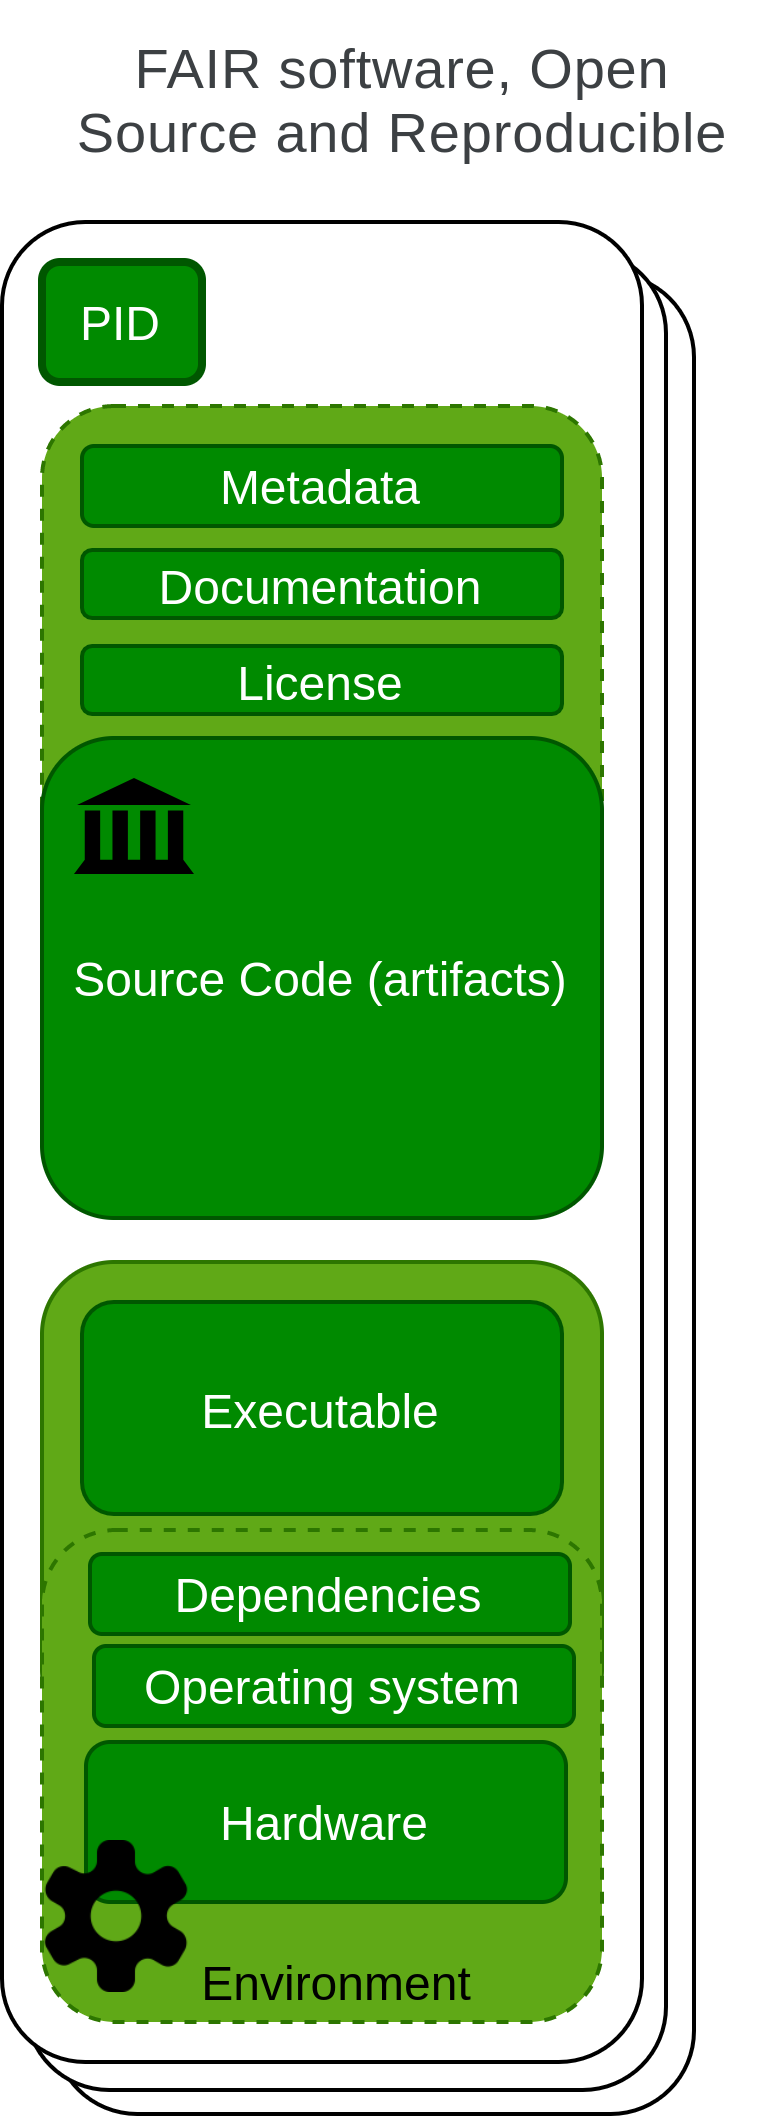 FAIR software, Open
Source and Reproducible
PID
Metadata
Documentation
License
Source Code (artifacts)
Executable
Dependencies
Operating system
Hardware
Environment